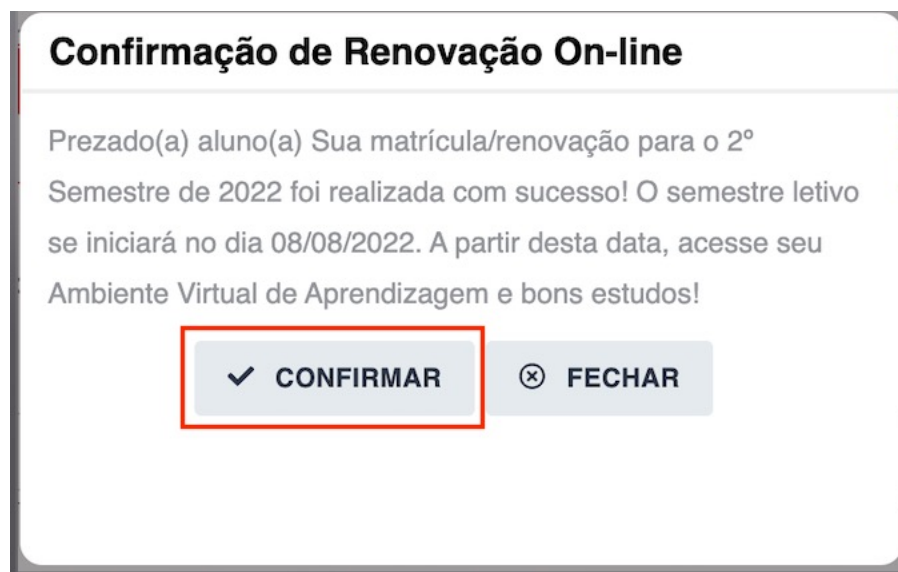 Confirmação de Renovação On-line
Prezado(a) aluno(a) Sua matrícula/renovação para o 2º
Semestre de 2022 foi realizada com sucesso! O semestre letivo
se iniciará no dia 08/08/2022. A partir desta data, acesse seu
Ambiente Virtual de Aprendizagem e bons estudos!
CONFIRMAR FECHAR